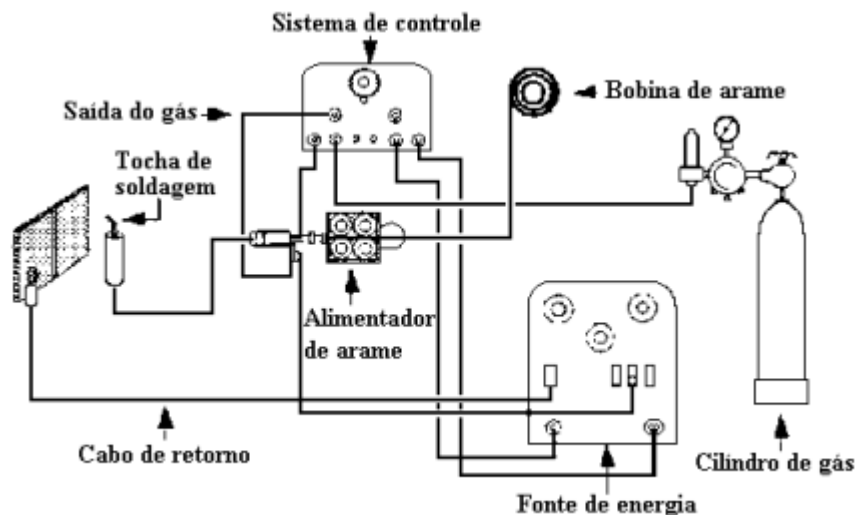 Sistema de controle
Saída do gás
Bobina de arame
Tocha de
soldagem
Alimentador
de arame
Cabo de retorno
Cilíndro de gás
Fonte de energia